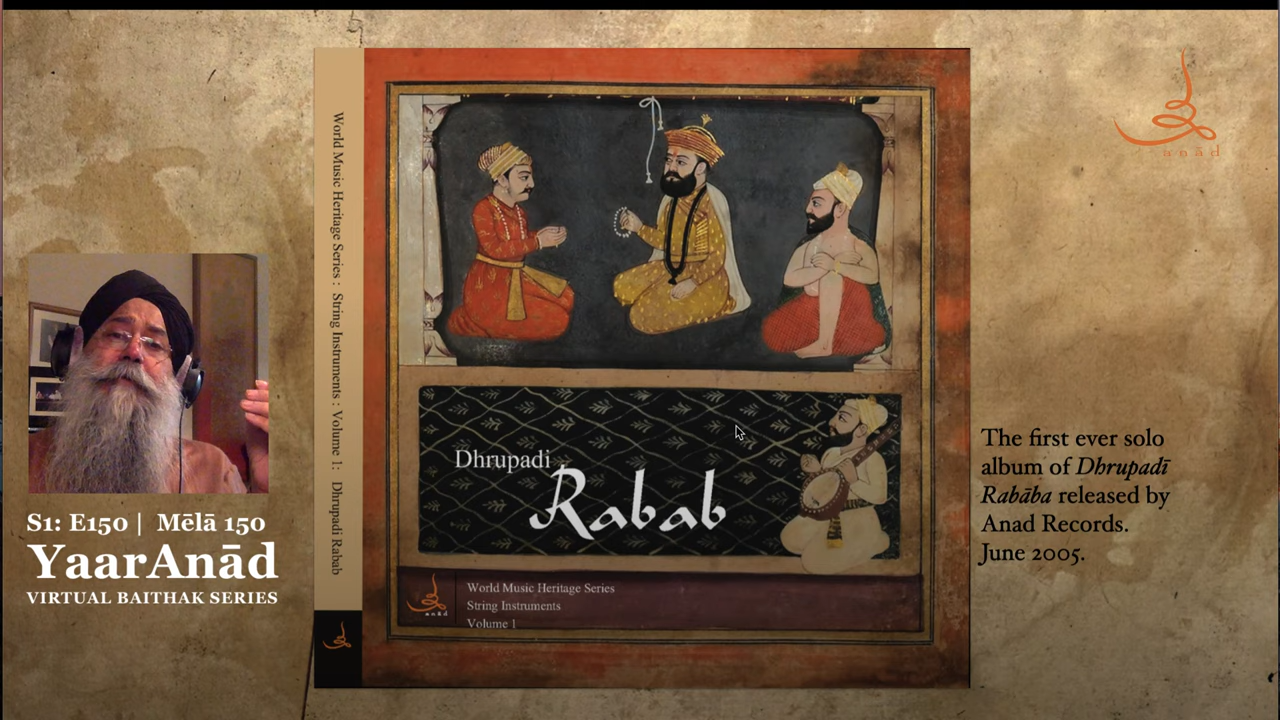 World Music Heritage Series : String Instruments : Volume 1: Dhrupadi Rabab
anād
Dhrupadi
Rabab
anād
World Music Heritage Series
String Instruments
Volume 1
S1: E150 | Mēlā 150
YaarAnād
VIRTUAL BAITHAK SERIES
The first ever solo
album of Dhrupadī
Rabāba released by
Anad Records.
June 2005.